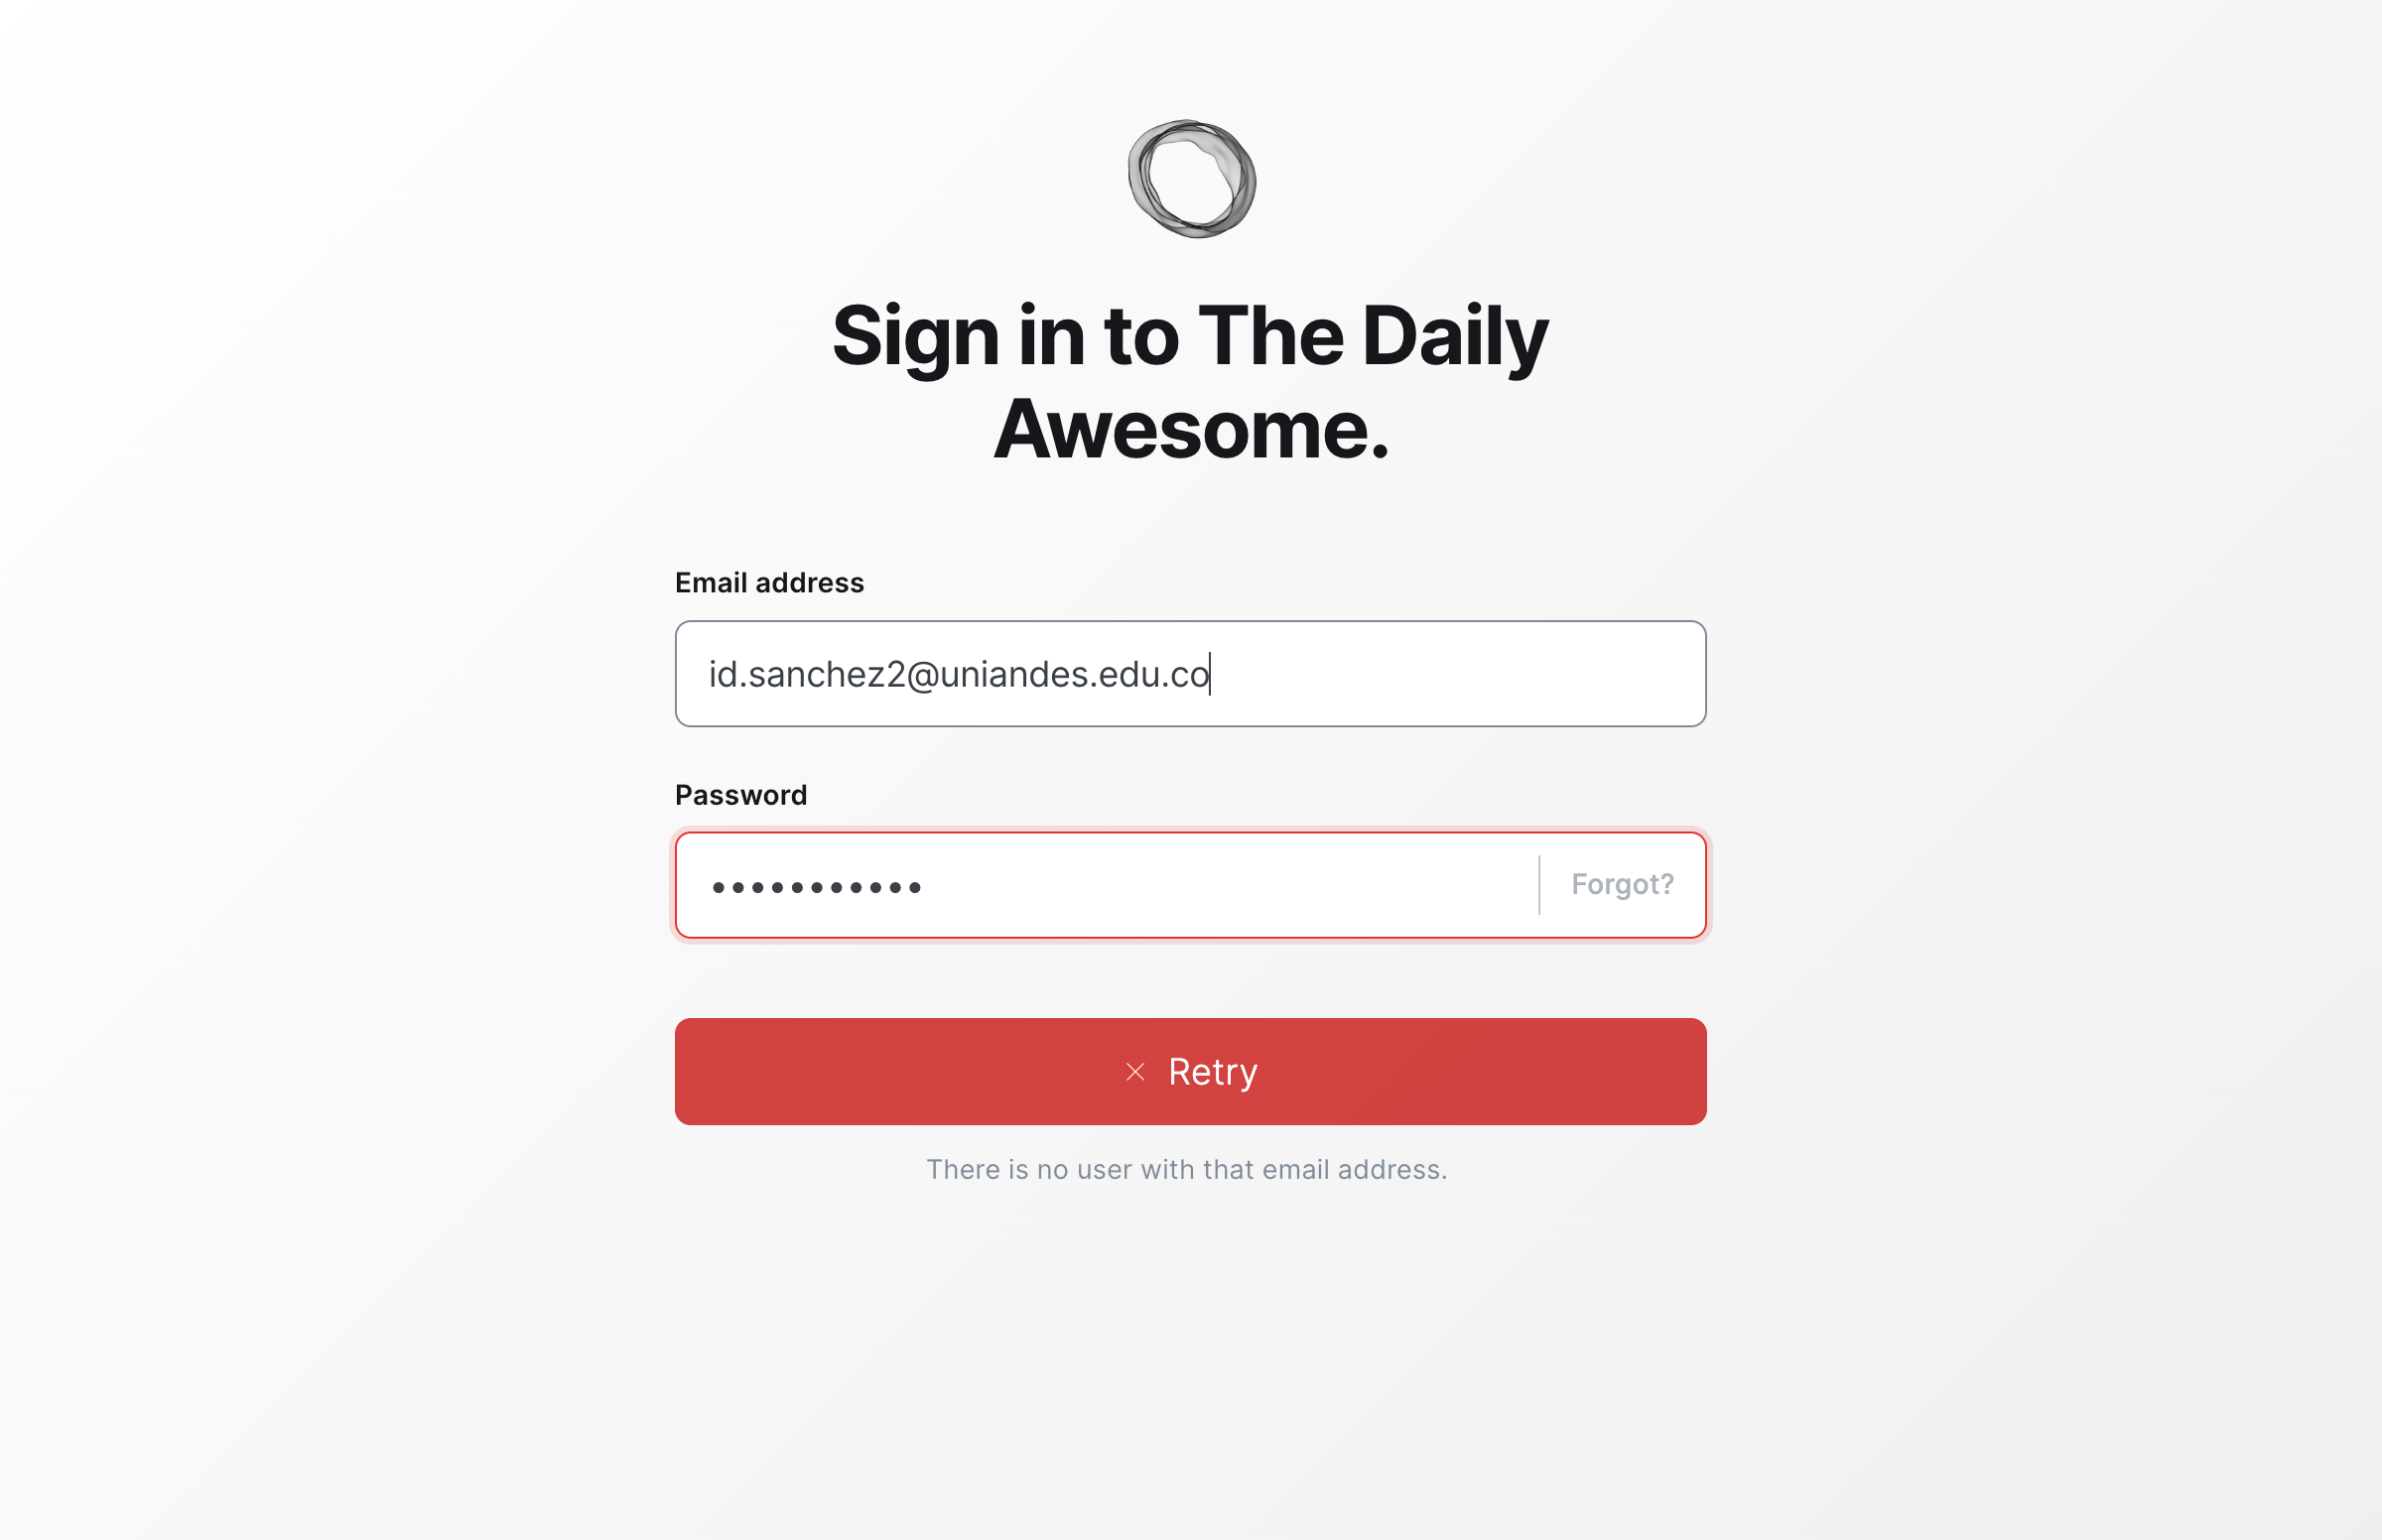 Sign in to The Daily
Awesome.
Email address
id.sanchez2@uniandes.edu.co
Password
•••••••••••
Forgot?
Retry
There is no user with that email address.